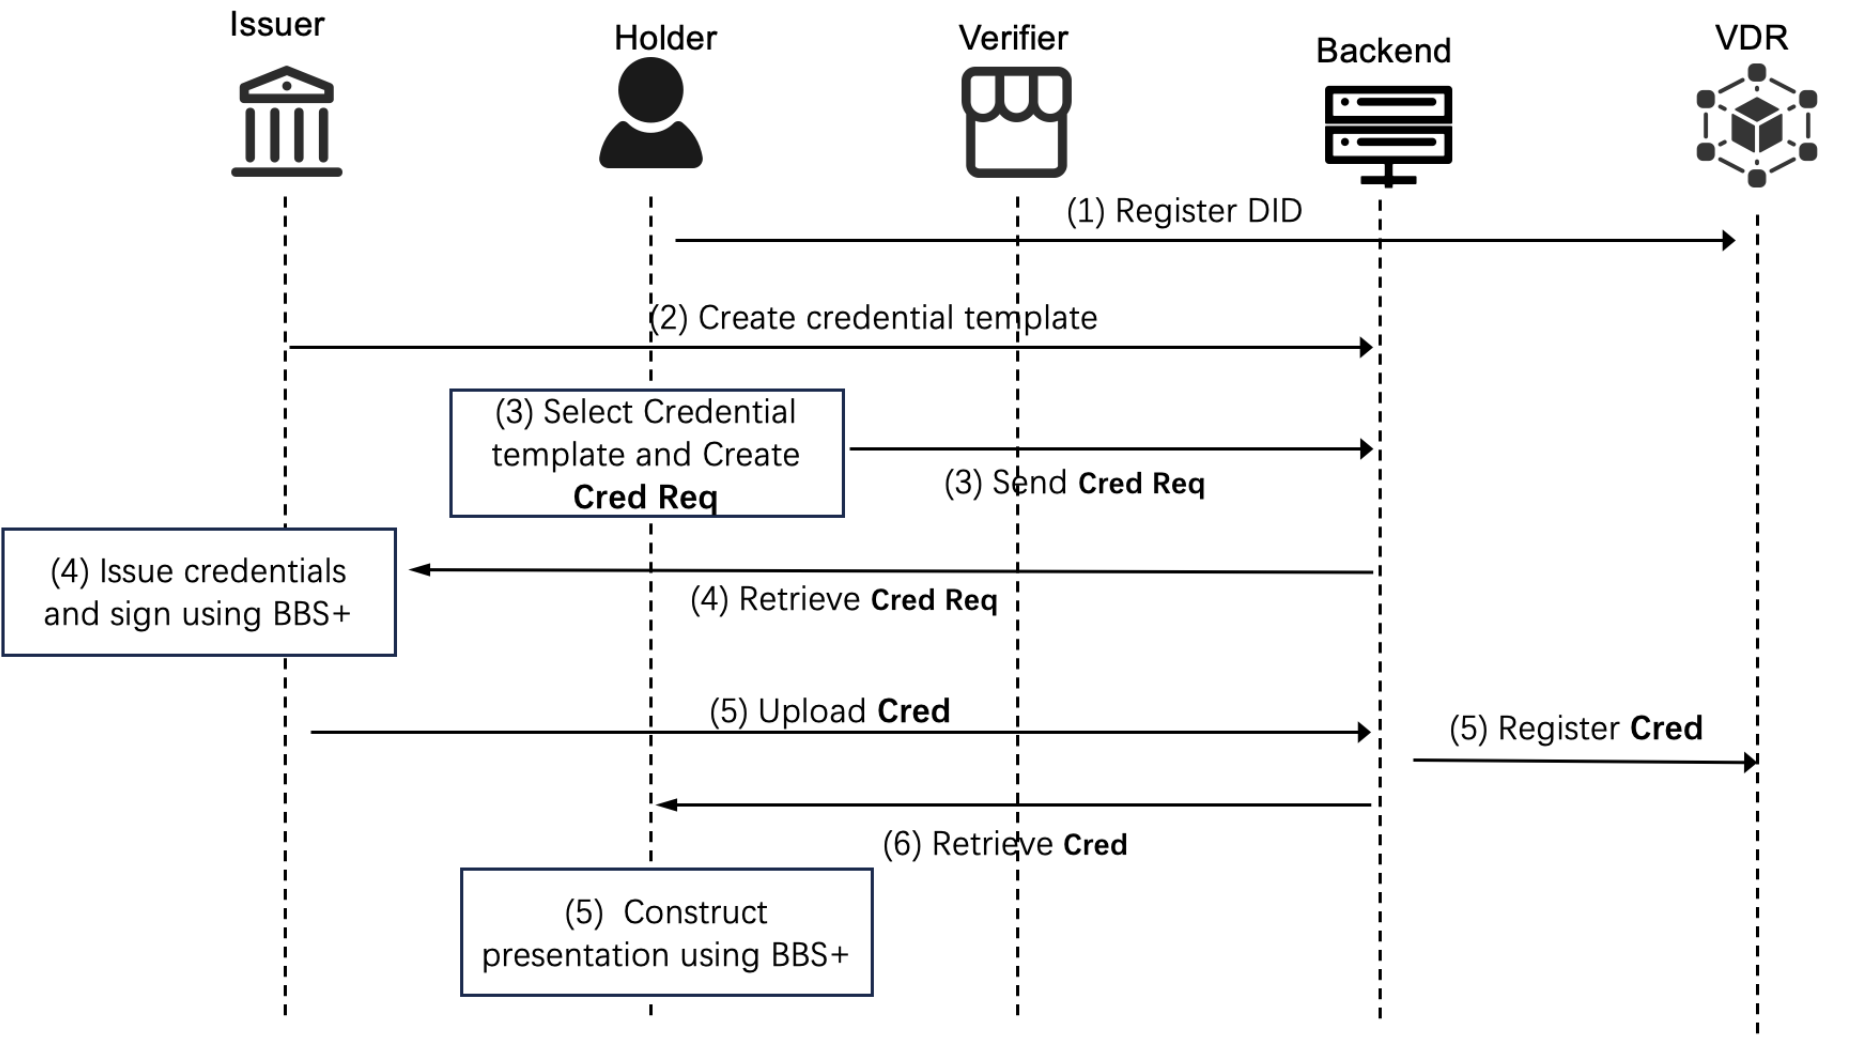 Issuer
Holder
Verifier
Backend
VDR
(1) Register DID
(2) Create credential template
(3) Select Credential
template and Create
Cred Req
(3) Send Cred Req
(4) Issue credentials
and sign using BBS+
(4) Retrieve Cred Req
(5) Upload Cred
(5) Register Cred
(6) Retrieve Cred
(5) Construct
presentation using BBS+